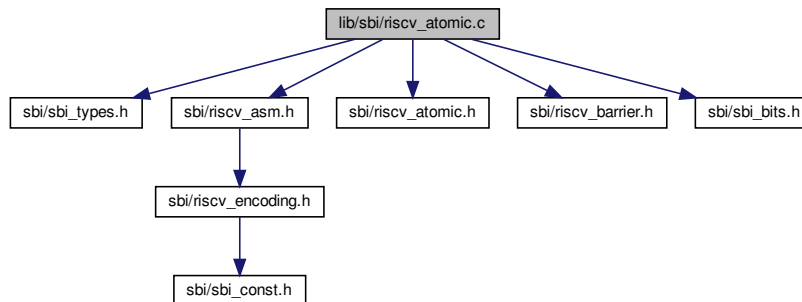 lib/sbi/riscv_atomic.c
sbi/sbi_types.h
sbi/riscv_asm.h
sbi/riscv_atomic.h
sbi/riscv_barrier.h
sbi/sbi_bits.h
sbi/riscv_encoding.h
sbi/sbi_const.h